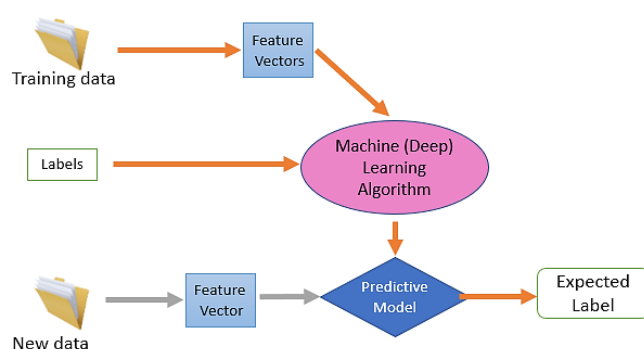 Feature
Vectors
Training data
Machine (Deep)
Learning
Algorithm
Labels
Feature
Vector
Predictive
Model
Expected
Label
New data